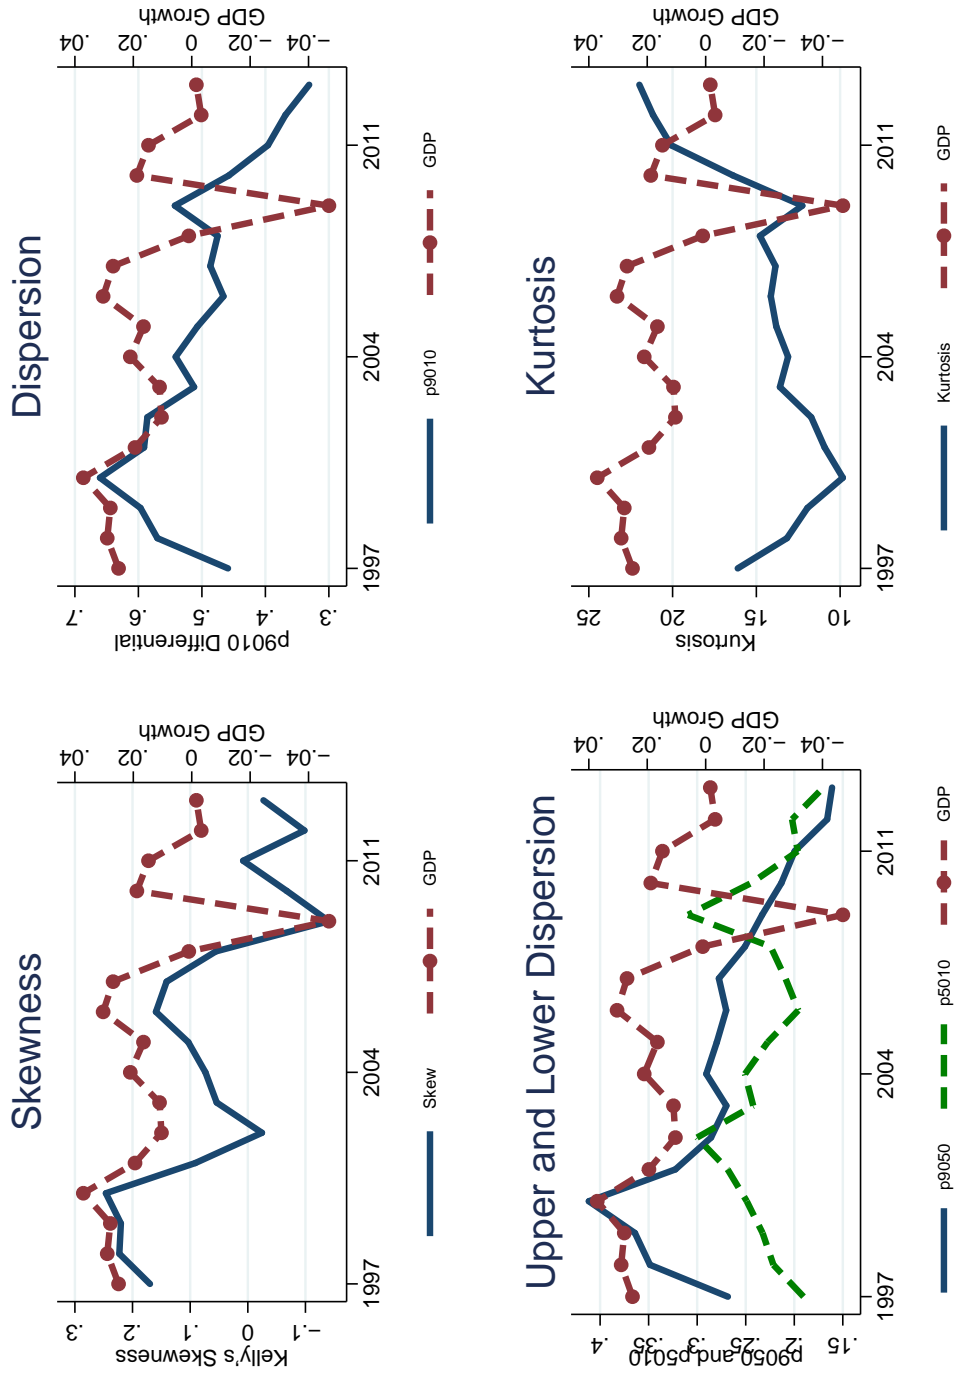 Skewness
Kelly's Skewness
.3
.2
.1
0
-.1
.04
.02
0
-.02
-.04
GDP Growth
1997
2004
2011
Skew
GDP
Dispersion
p9010 Differential
.7
.6
.5
.4
.3
.04
.02
0
-.02
-.04
GDP Growth
1997
2004
2011
p9010
GDP
Upper and Lower Dispersion
p9050 and p5010
.4
.35
.3
.25
.2
.15
.04
.02
0
-.02
-.04
GDP Growth
1997
2004
2011
p9050
p5010
GDP
Kurtosis
Kurtosis
25
20
15
10
.04
.02
0
-.02
-.04
GDP Growth
1997
2004
2011
Kurtosis
GDP